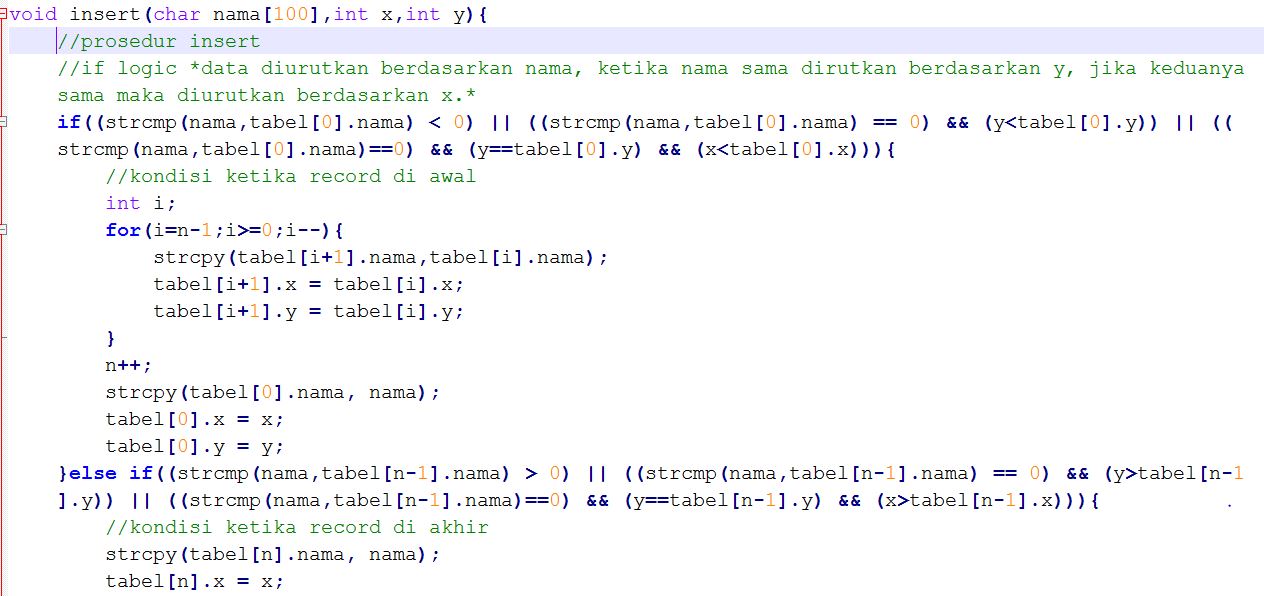 void insert(char nama[100],int x,int y){
//prosedur insert
//if logic *data diurutkan berdasarkan nama, ketika nama sama dirutkan berdasarkan y, jika keduanya
sama maka diurutkan berdasarkan x.*
if((strcmp(nama,tabel[0].nama) < 0) || ((strcmp(nama,tabel[0].nama) == 0) && (y<tabel[0].y)) || ((
strcmp(nama,tabel[0].nama)==0) && (y==tabel[0].y) && (x<tabel[0].x))){
//kondisi ketika record di awal
int i;
for(i=n-1;i>=0;i--){
strcpy(tabel[i+1].nama,tabel[i].nama);
tabel[i+1].x = tabel[i].x;
tabel[i+1].y = tabel[i].y;
}
n++;
strcpy(tabel[0].nama, nama);
tabel[0].x = x;
tabel[0].y = y;
}else if((strcmp(nama,tabel[n-1].nama) > 0) || ((strcmp(nama,tabel[n-1].nama) == 0) && (y>tabel[n-1
].y)) || ((strcmp(nama,tabel[n-1].nama)==0) && (y==tabel[n-1].y) && (x>tabel[n-1].x))){
//kondisi ketika record di akhir
strcpy(tabel[n].nama, nama);
tabel[n].x = x;